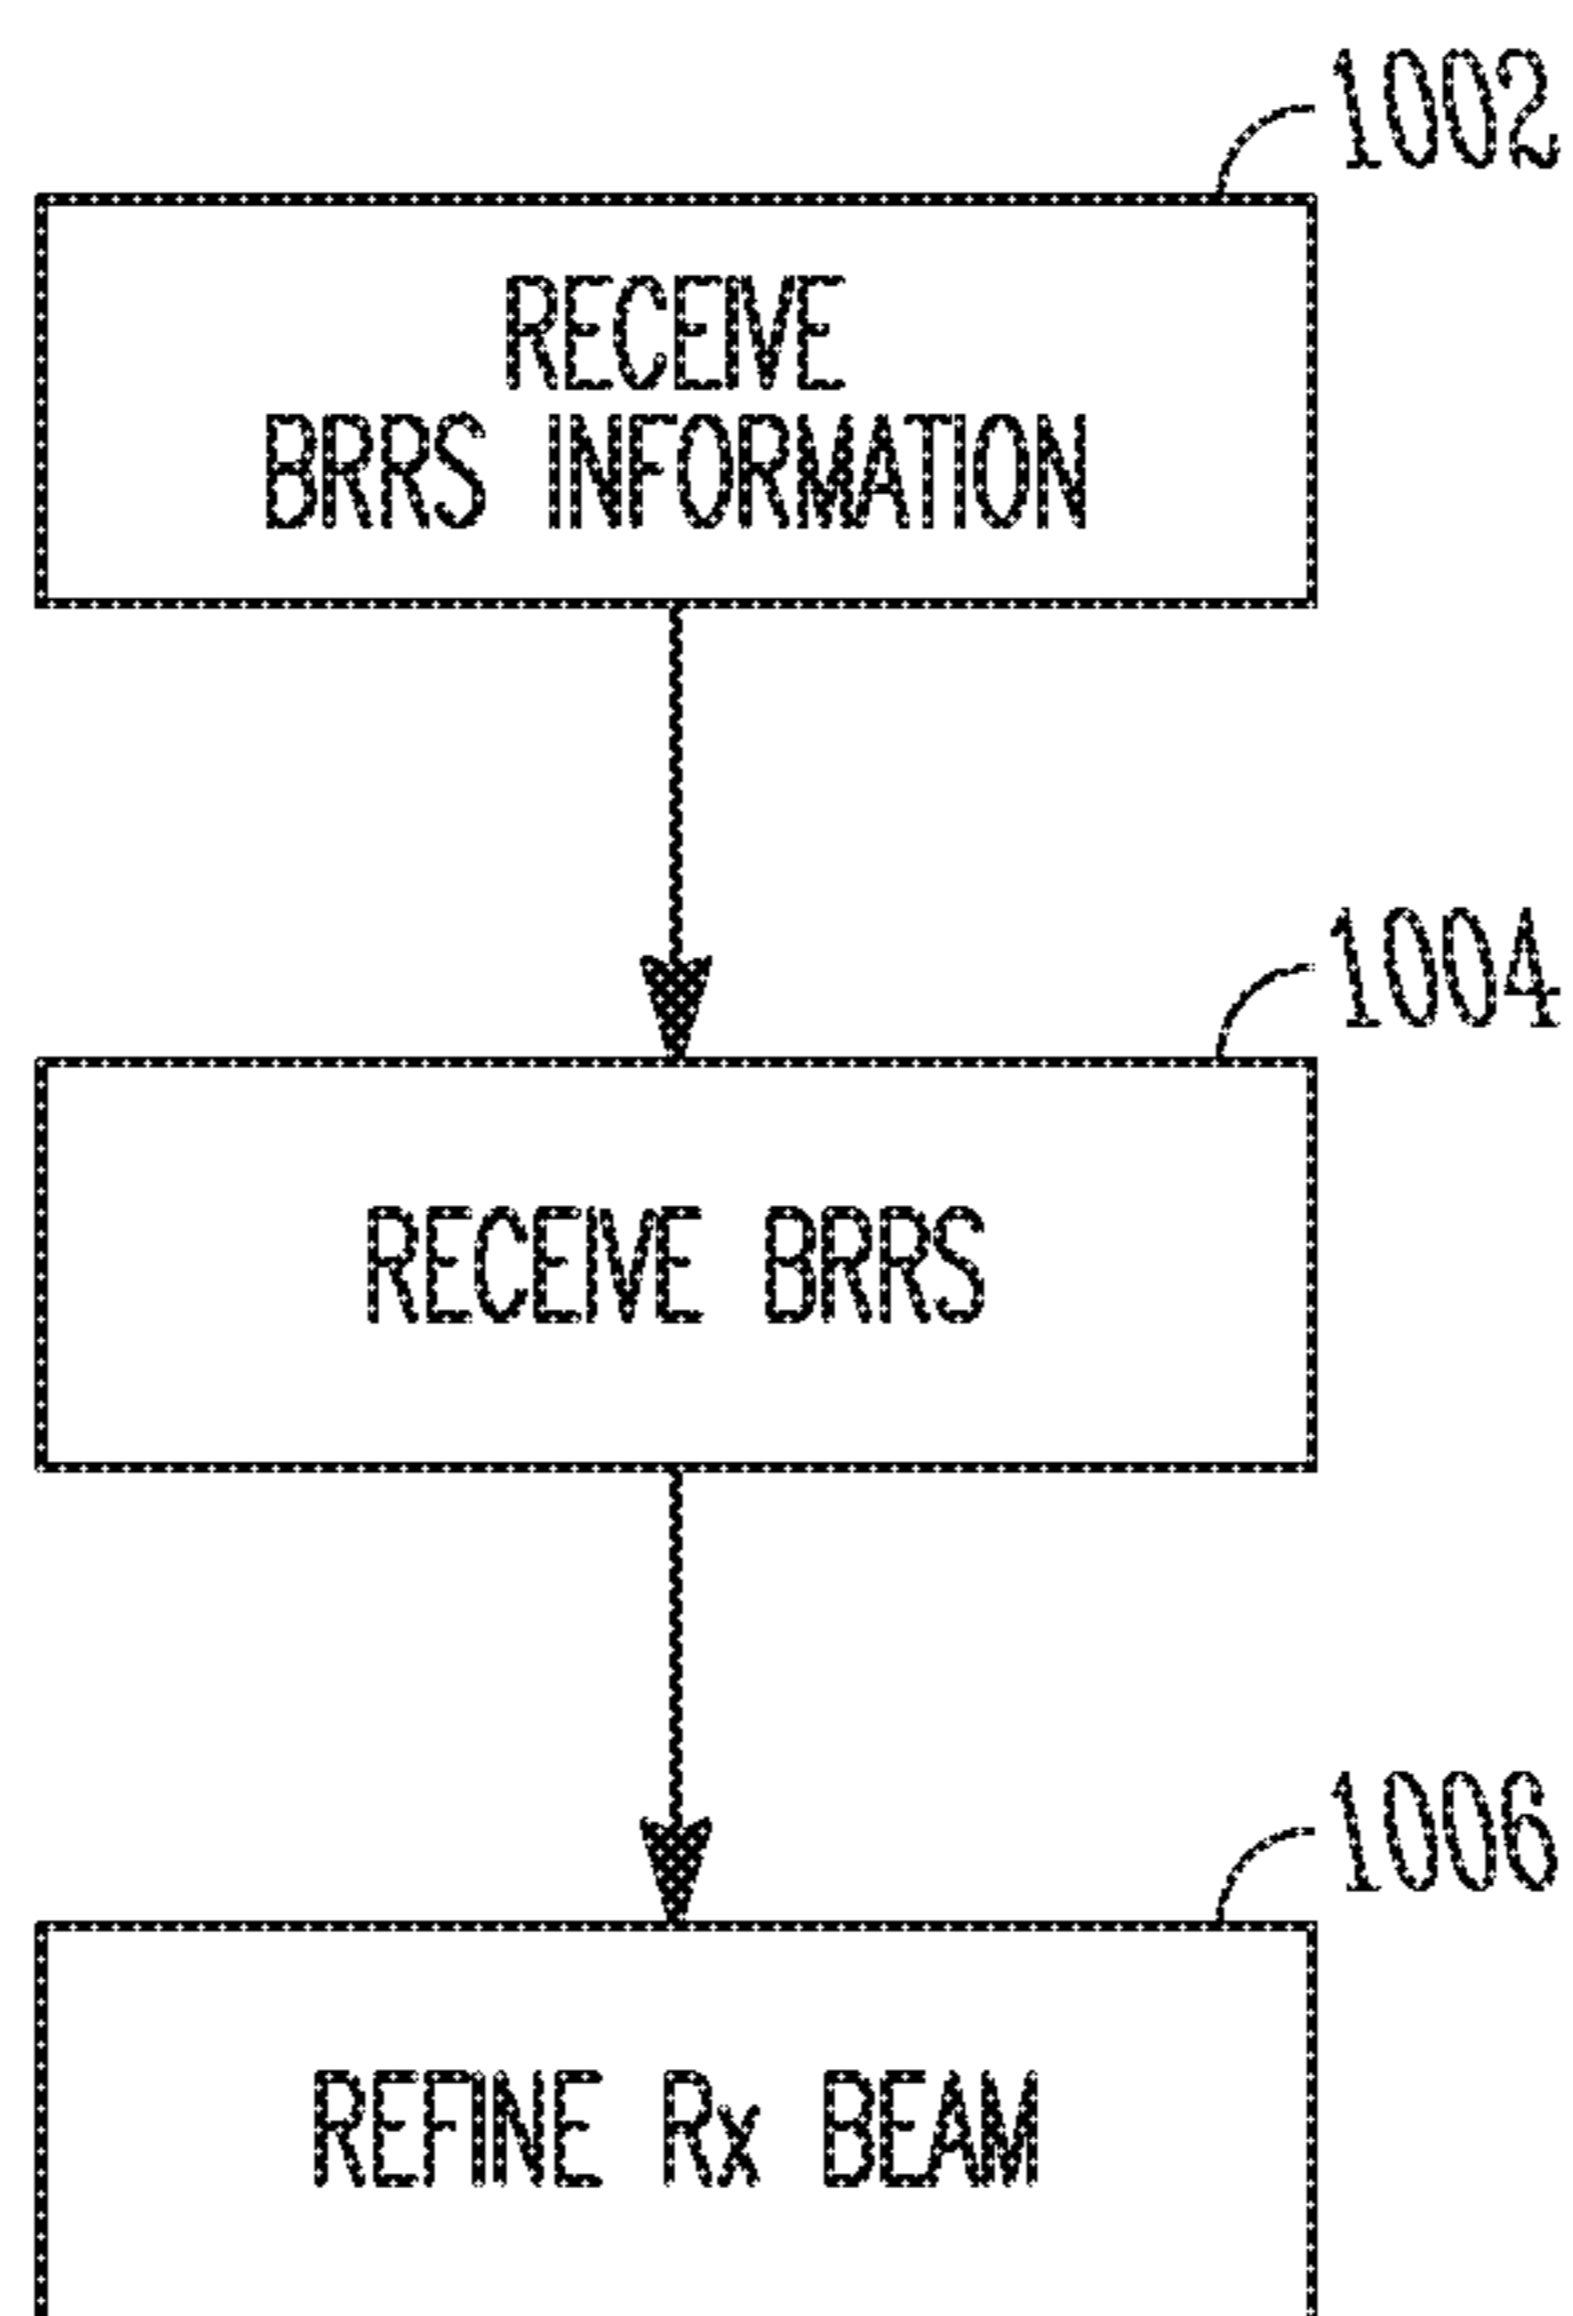 1002
RECEIVE
BRRS INFORMATION
1004
RECEIVE BRRS
1006
REFINE Rx BEAM